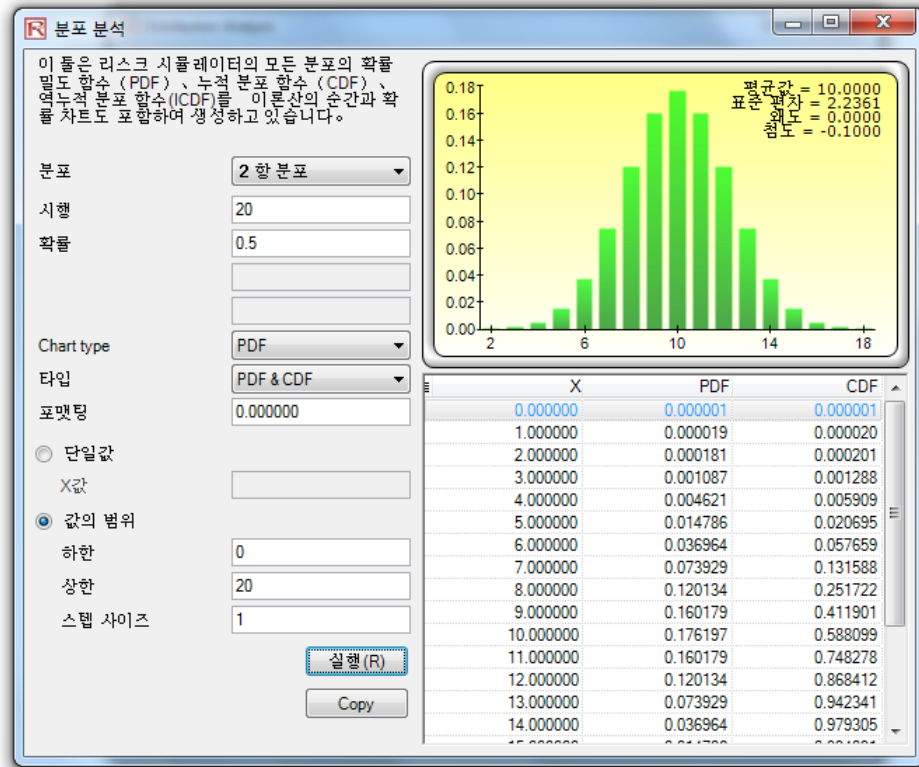 분포 분석
이 툴은 리스크 시뮬레이터의 모든 분포의 확률
밀도 함수 (PDF) 、누적 분포 함수 (CDF) 、
역누적 분포 함수(ICDF)를 이론산의 순간과 확
률 차트도 포함하여 생성하고 있습니다。
분포
2 항 분포
시행
20
확률
0.5
Chart type
PDF
타입
PDF & CDF
포맷팅
0.000000
단일값
X값
값의 범위
하한
0
상한
20
스텝 사이즈
1
실행(R)
Copy
평균값 = 10.0000
표준 편차 = 2.2361
왜도 = 0.0000
첨도 = -0.1000
0.18
0.16
0.14
0.12
0.10
0.08
0.06
0.04
0.02
0.00
2 6 10 14 18
X PDF CDF
0.000000 0.000001 0.000001
1.000000 0.000019 0.000020
2.000000 0.000181 0.000201
3.000000 0.001087 0.001288
4.000000 0.004621 0.005909
5.000000 0.014786 0.020695
6.000000 0.036964 0.057659
7.000000 0.073929 0.131588
8.000000 0.120134 0.251722
9.000000 0.160179 0.411901
10.000000 0.176197 0.588099
11.000000 0.160179 0.748278
12.000000 0.120134 0.868412
13.000000 0.073929 0.942341
14.000000 0.036964 0.979305